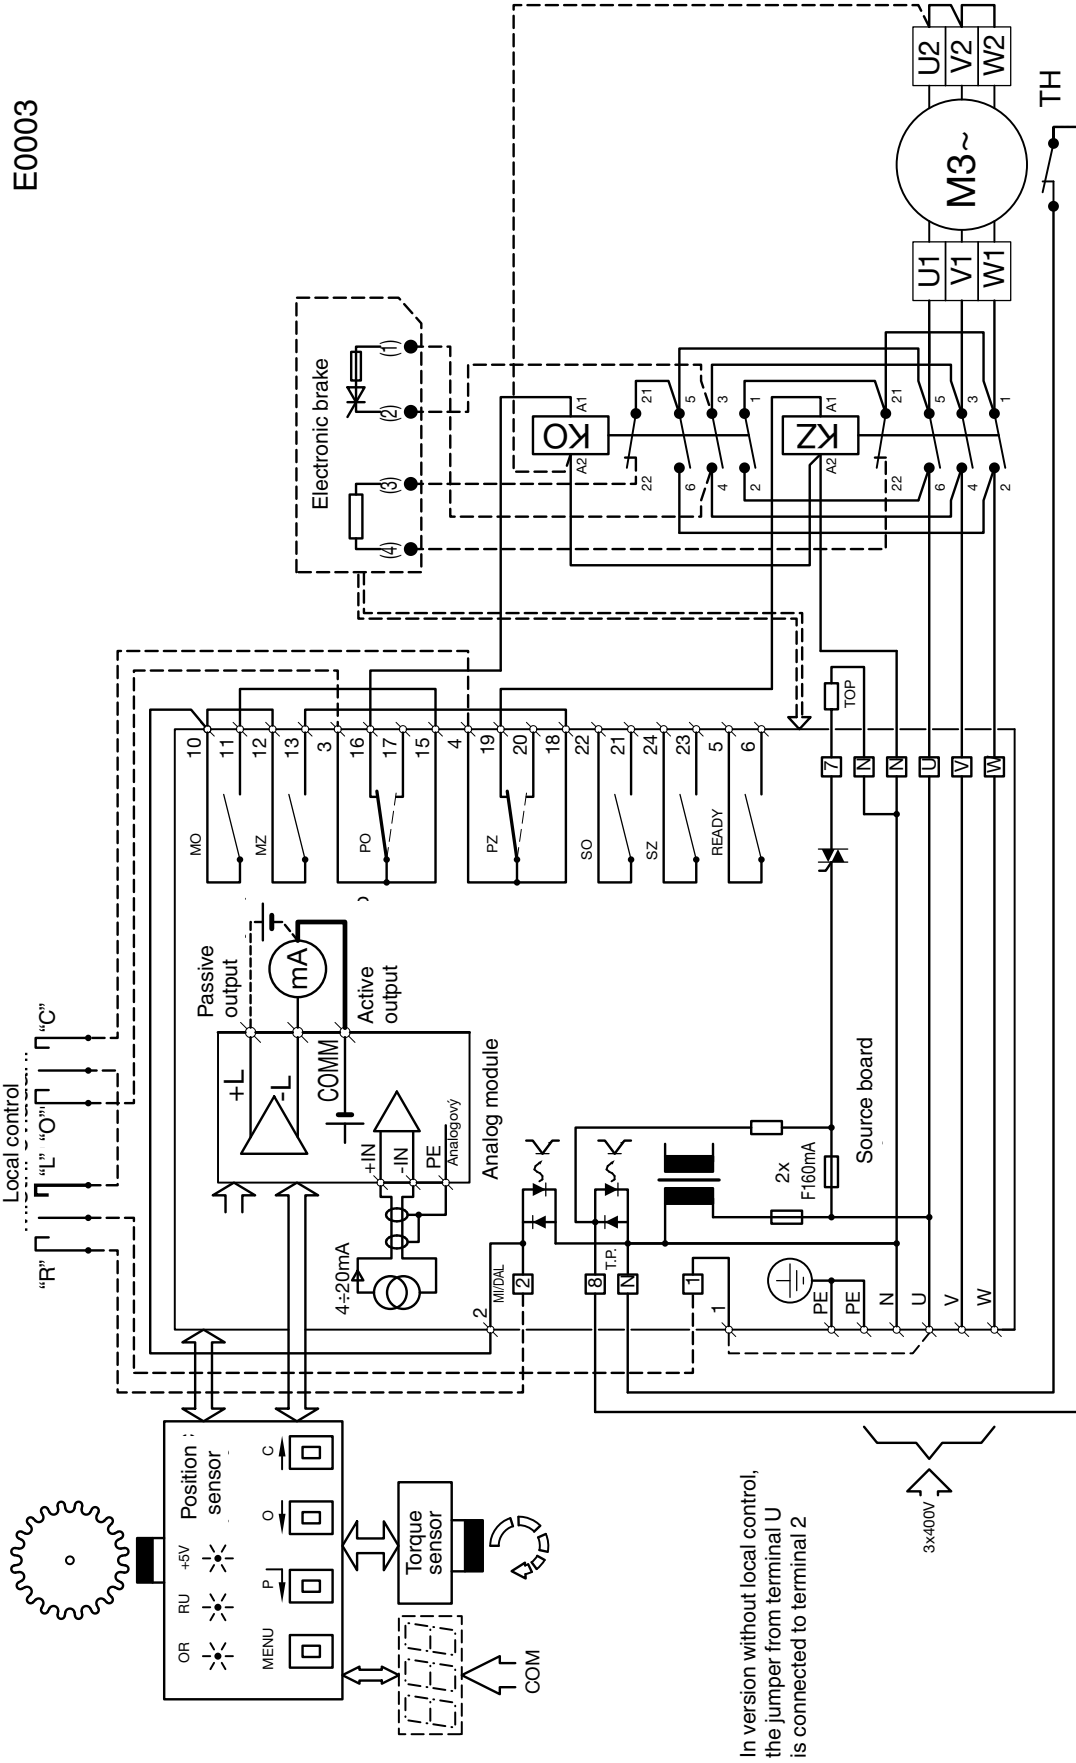 E0003
Local control
"R"
"L"
"O"
"C"
Electronic brake
(4)
(3)
(2)
(1)
U2
V2
W2
M3~
TH
U1
V1
W1
KO
A2
A1
22
21
6
5
4
3
2
1
KZ
A2
A1
22
21
6
5
4
3
2
1
10
11
12
13
3
16
17
15
4
19
20
18
22
21
24
23
5
6
MO
MZ
PO
PZ
SO
SZ
READY
TOP
7
N
N
U
V
W
Passive
output
mA
Active
output
+L
-L
COMM
+IN
-IN
PE
Analogový
Analog module
4÷20mA
2
MI/DAL
2
8
T.P.
N
1
1
2x
F160mA
Source board
PE
PE
N
U
V
W
3x400V
Position
sensor
+5V
RU
OR
MENU
P
O
C
Torque
sensor
COM
In version without local control,
the jumper from terminal U
is connected to terminal 2